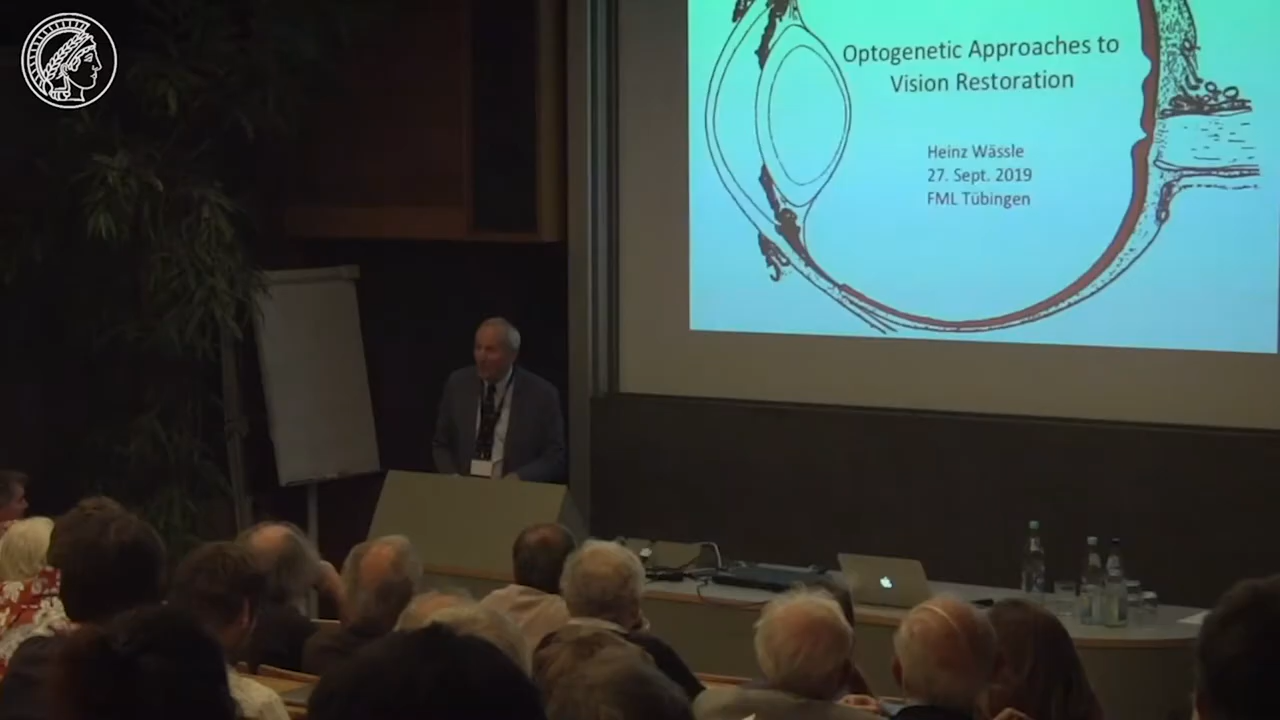 Optogenetic Approaches to
Vision Restoration
Heinz Wässle
27. Sept. 2019
FML Tübingen